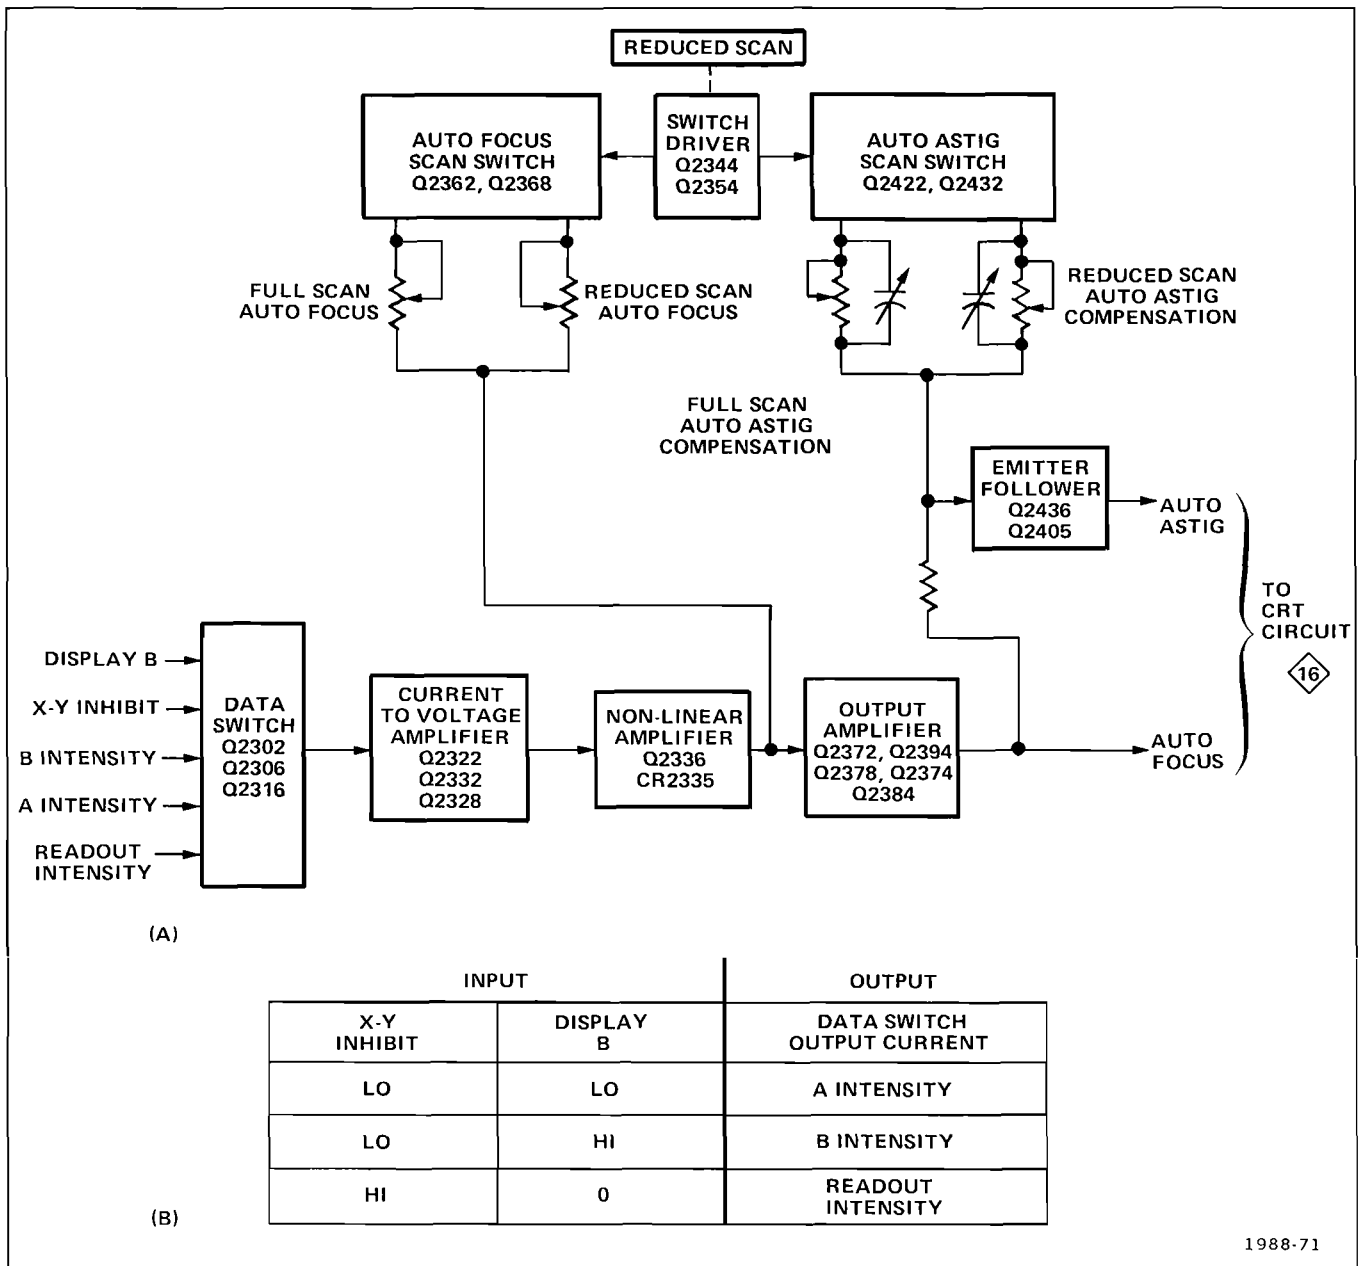 REDUCED SCAN
AUTO FOCUS
SCAN SWITCH
Q2362, Q2368
SWITCH
DRIVER
Q2344
Q2354
AUTO ASTIG
SCAN SWITCH
Q2422, Q2432
FULL SCAN
AUTO FOCUS
REDUCED SCAN
AUTO FOCUS
REDUCED SCAN
AUTO ASTIG
COMPENSATION
FULL SCAN
AUTO ASTIG
COMPENSATION
EMITTER
FOLLOWER
Q2436
Q2405
AUTO
ASTIG
TO
CRT
CIRCUIT
16
DISPLAY B
X-Y INHIBIT
B INTENSITY
A INTENSITY
READOUT
INTENSITY
DATA
SWITCH
Q2302
Q2306
Q2316
CURRENT
TO VOLTAGE
AMPLIFIER
Q2322
Q2332
Q2328
NON-LINEAR
AMPLIFIER
Q2336
CR2335
OUTPUT
AMPLIFIER
Q2372, Q2394
Q2378, Q2374
Q2384
AUTO
FOCUS
(A)
INPUT OUTPUT
X-Y
INHIBIT
DISPLAY
B
DATA SWITCH
OUTPUT CURRENT
LO LO A INTENSITY
LO HI B INTENSITY
HI 0 READOUT
INTENSITY
(B)
1988-71